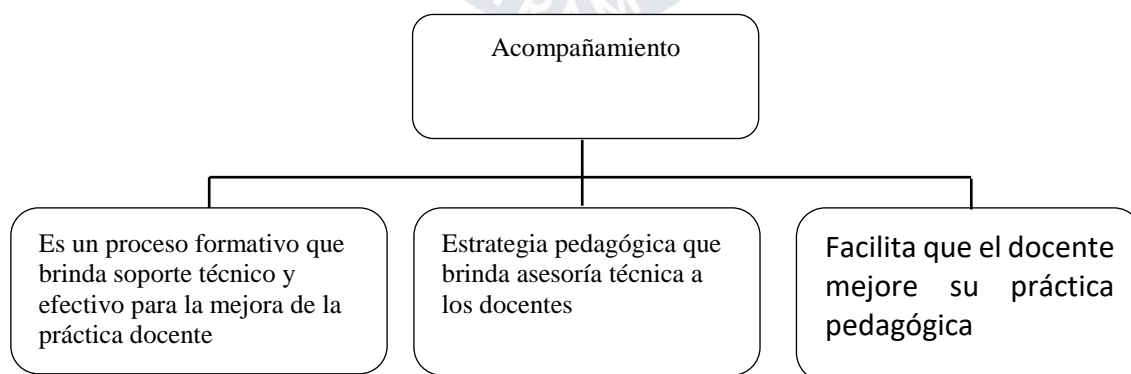 Acompañamiento
Es un proceso formativo que
brinda soporte técnico y
efectivo para la mejora de la
práctica docente
Estrategia pedagógica que
brinda asesoría técnica a
los docentes
Facilita que el docente
mejore su práctica
pedagógica